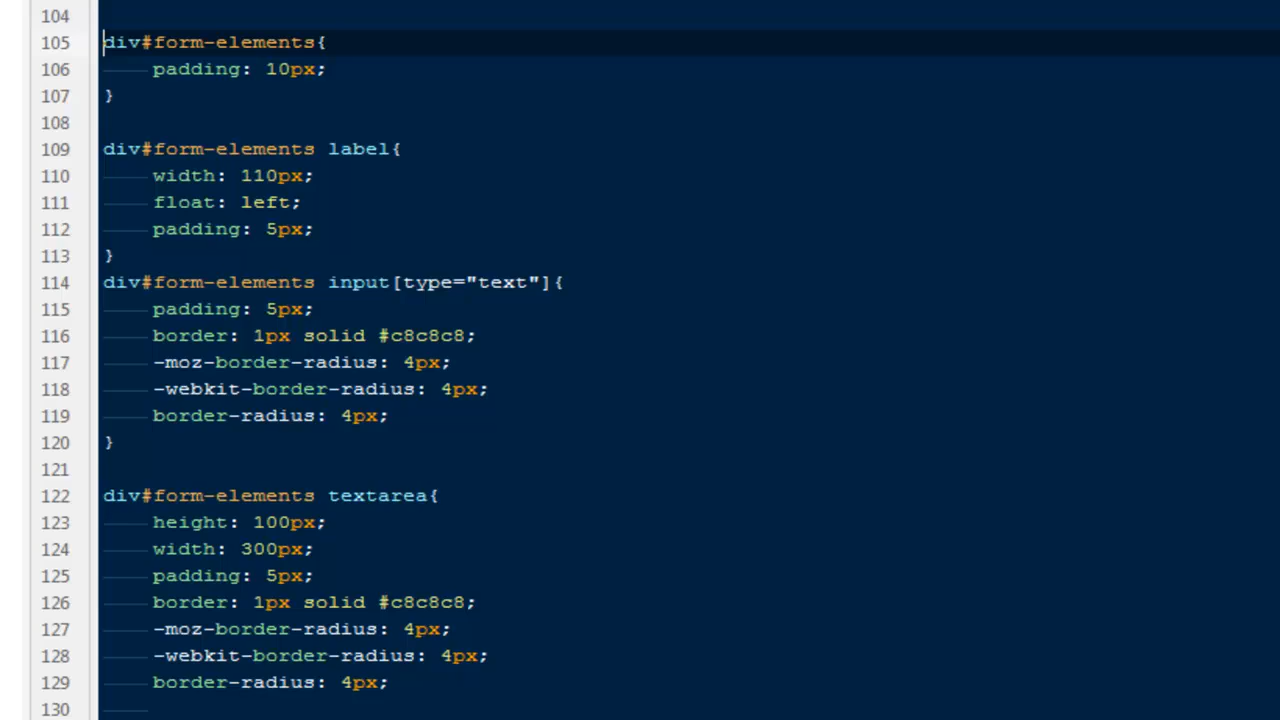 104
105 div#form-elements{
106 padding: 10px;
107 }
108
109 div#form-elements label{
110 width: 110px;
111 float: left;
112 padding: 5px;
113 }
114 div#form-elements input[type="text"]{
115 padding: 5px;
116 border: 1px solid #c8c8c8;
117 -moz-border-radius: 4px;
118 -webkit-border-radius: 4px;
119 border-radius: 4px;
120 }
121
122 div#form-elements textarea{
123 height: 100px;
124 width: 300px;
125 padding: 5px;
126 border: 1px solid #c8c8c8;
127 -moz-border-radius: 4px;
128 -webkit-border-radius: 4px;
129 border-radius: 4px;
130